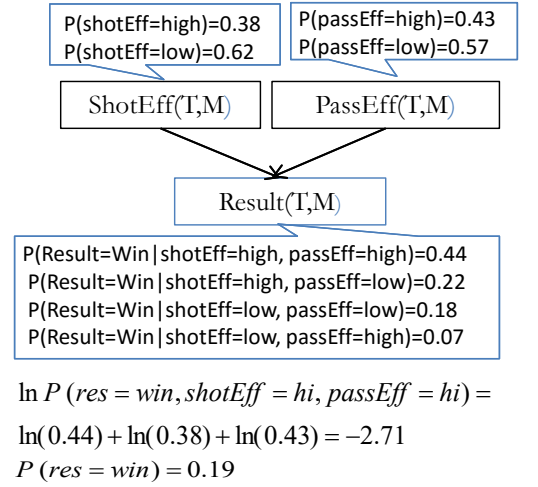 P(shotEff=high)=0.38
P(shotEff=low)=0.62
P(passEff=high)=0.43
P(passEff=low)=0.57
ShotEff(T,M)
PassEff(T,M)
Result(T,M)
P(Result=Win|shotEff=high, passEff=high)=0.44
P(Result=Win|shotEff=high, passEff=low)=0.22
P(Result=Win|shotEff=low, passEff=low)=0.18
P(Result=Win|shotEff=low, passEff=high)=0.07
ln P (res = win, shotEff = hi, passEff = hi) =
ln(0.44) + ln(0.38) + ln(0.43) = −2.71
P (res = win) = 0.19